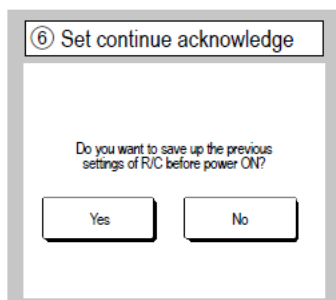 ⑥ Set continue acknowledge
Do you want to save up the previous
settings of R/C before power ON?
Yes
No